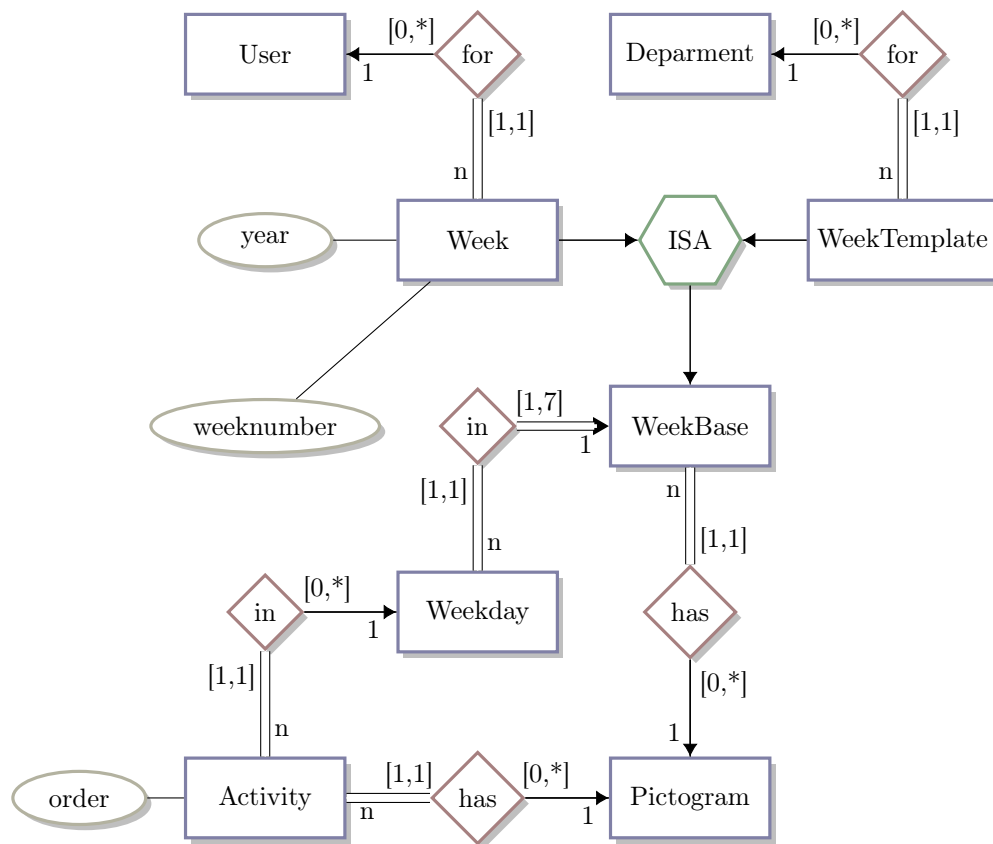 User
[0,*]
1
for
[1,1]
n
Deparment
[0,*]
1
for
[1,1]
n
year
Week
ISA
WeekTemplate
weeknumber
in
[1,7]
1
WeekBase
[1,1]
n
n
[1,1]
in
[0,*]
1
Weekday
has
[1,1]
n
[0,*]
1
order
Activity
[1,1]
n
has
[0,*]
1
Pictogram